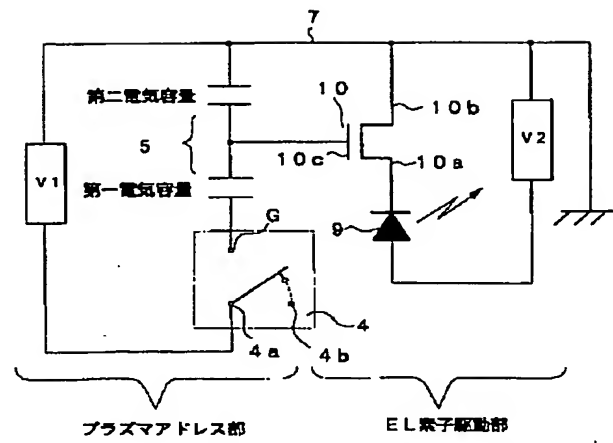 7
第二電気容量
10
10b
V2
5
10c
10a
V1
第一電気容量
G
9
4
4a
4b
プラズマアドレス部
EL素子駆動部